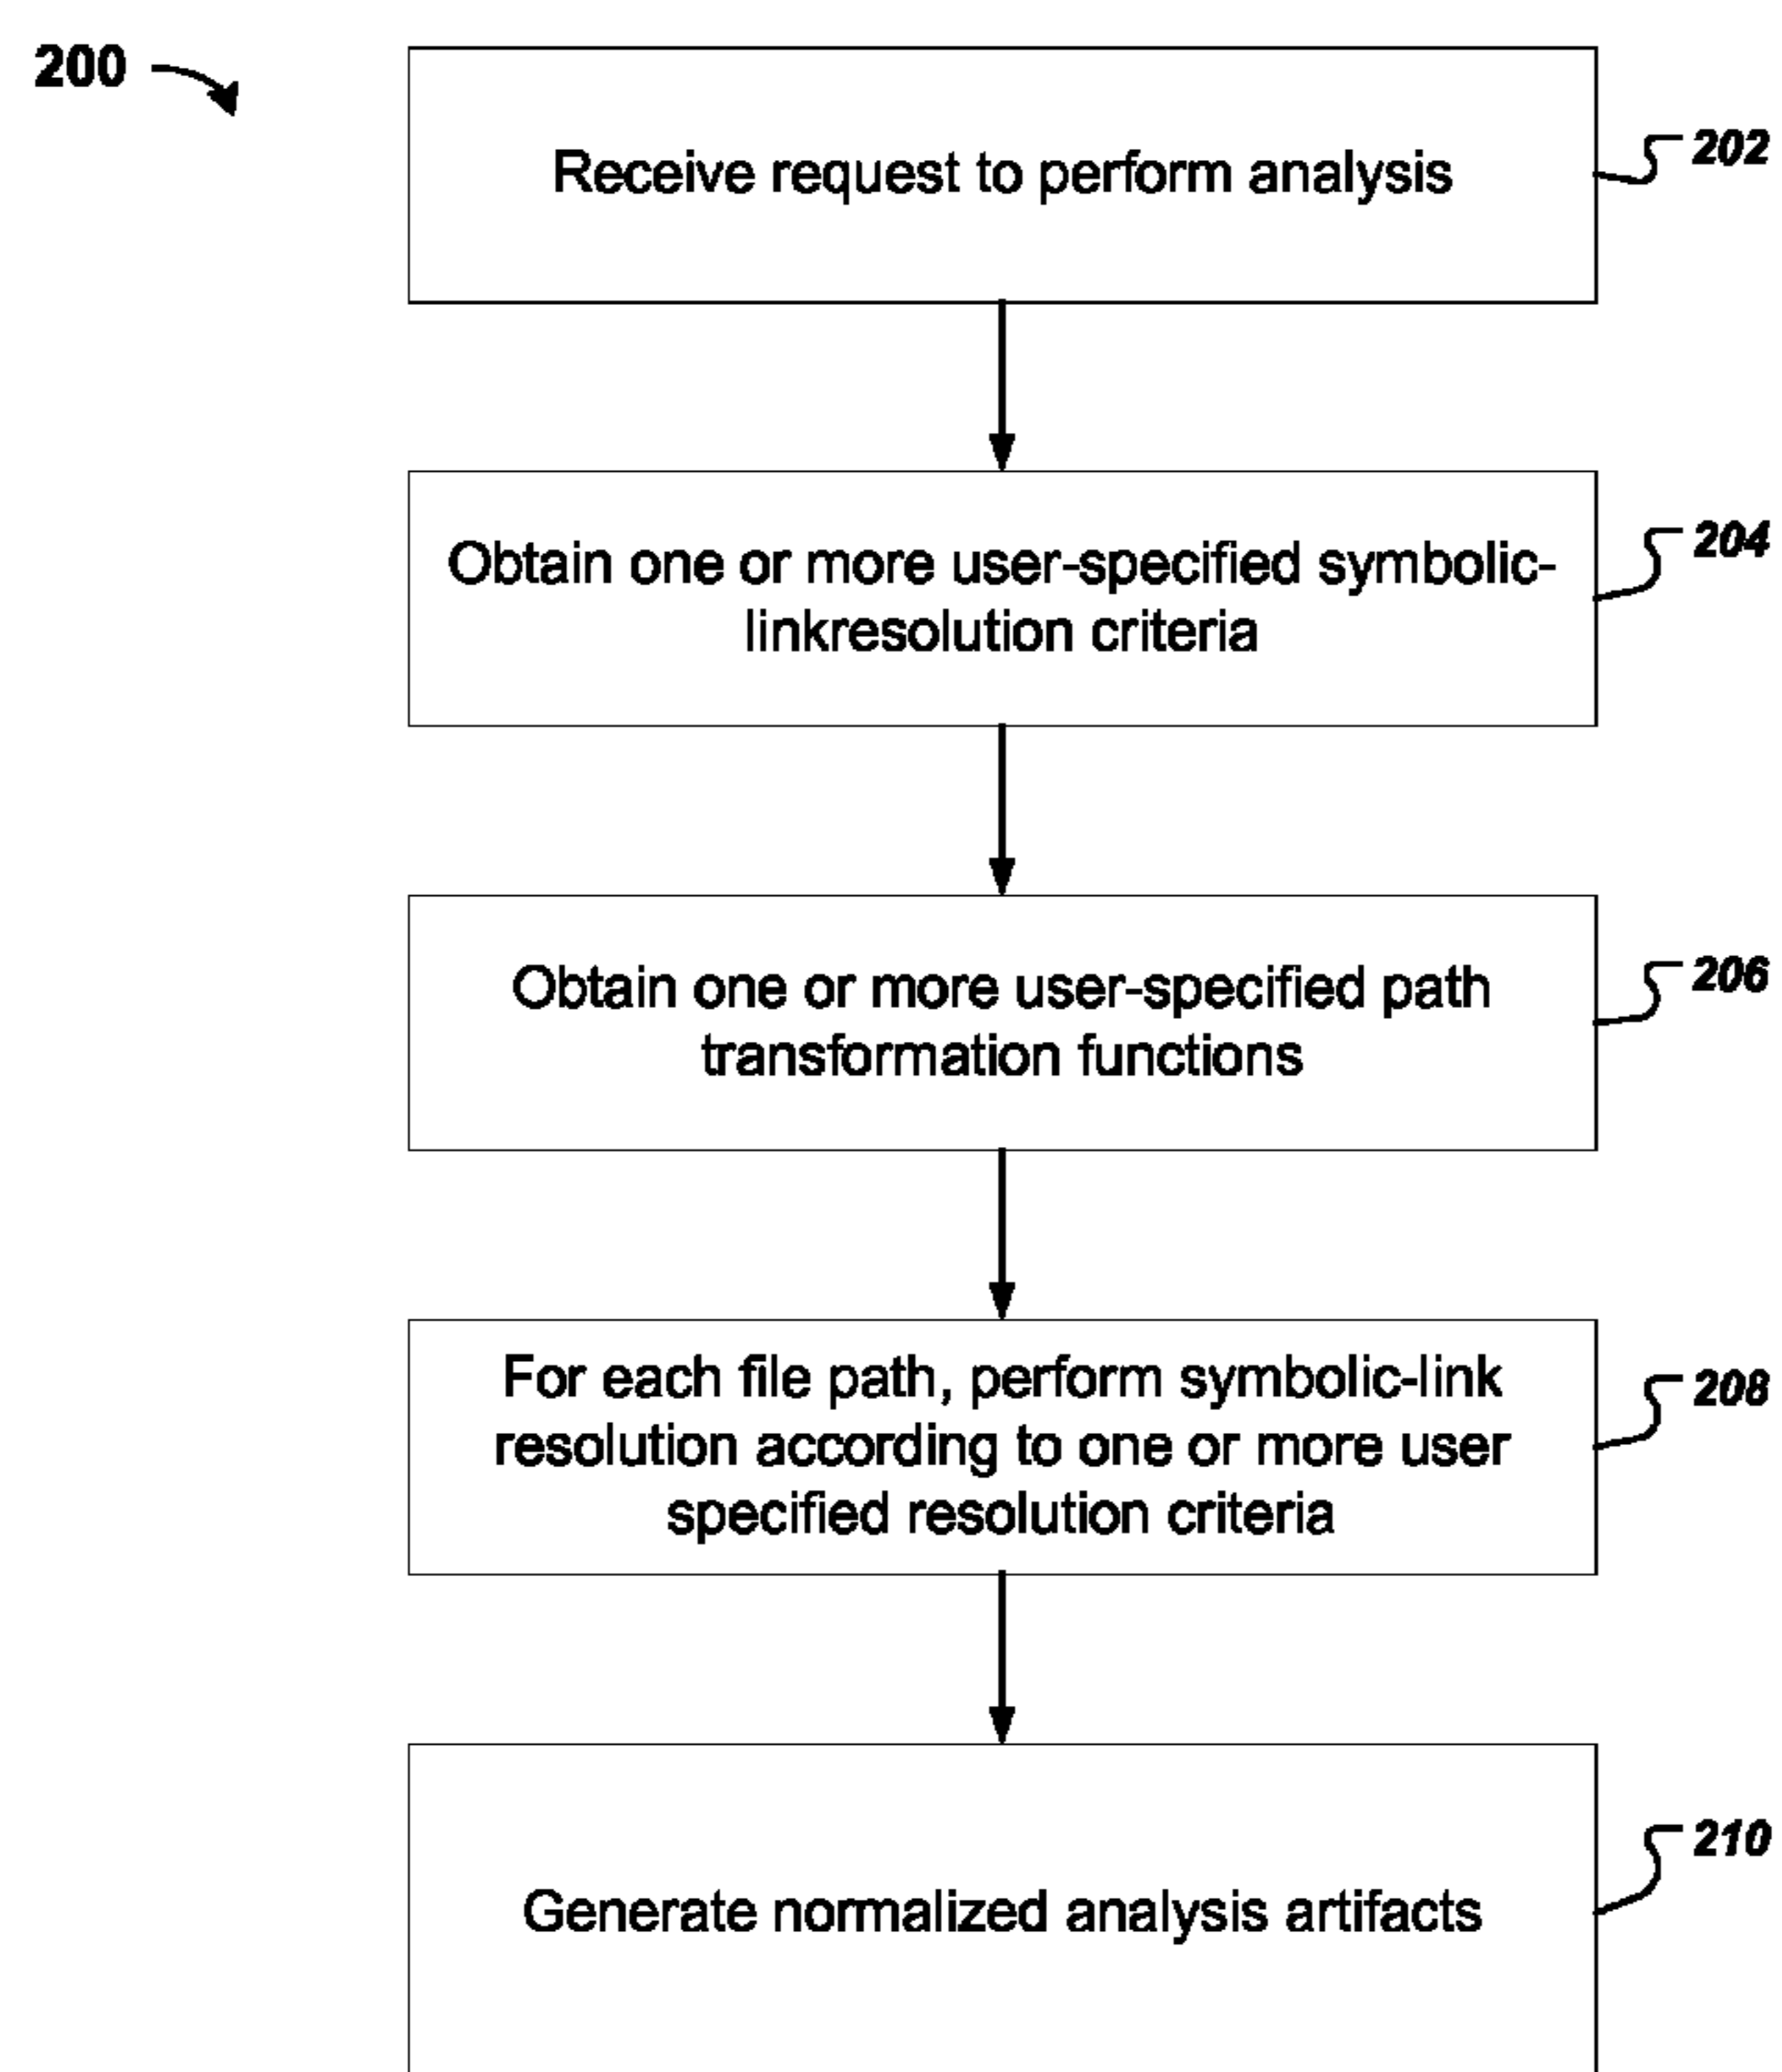 200
Receive request to perform analysis
202
Obtain one or more user-specified symbolic-
linkresolution criteria
204
Obtain one or more user-specified path
transformation functions
206
For each file path, perform symbolic-link
resolution according to one or more user
specified resolution criteria
208
Generate normalized analysis artifacts
210